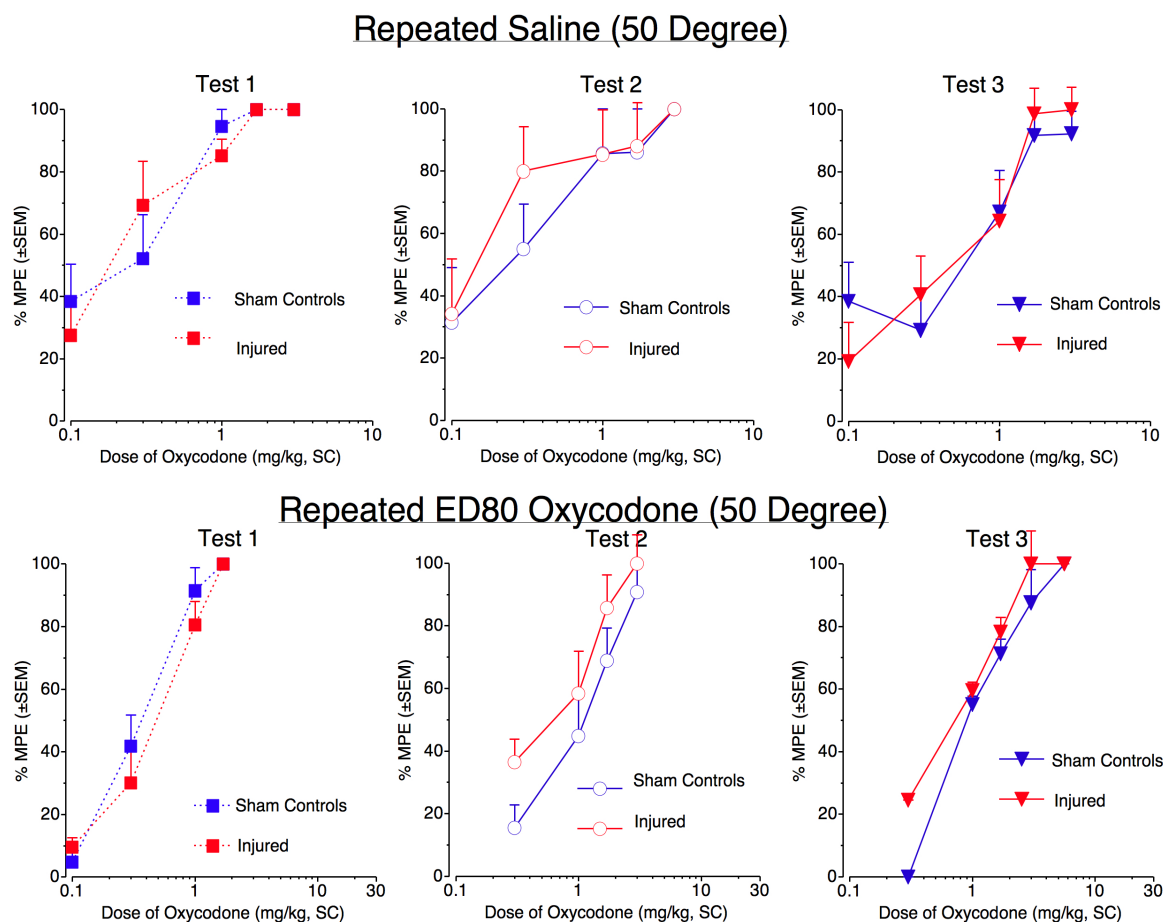 Repeated Saline (50 Degree)
Test 1
Test 2
Test 3
100
80
60
40
20
0
% MPE (±SEM)
Sham Controls
Injured
0.1
1
10
Dose of Oxycodone (mg/kg, SC)
100
80
60
40
20
0
% MPE (±SEM)
Sham Controls
Injured
0.1
1
10
Dose of Oxycodone (mg/kg, SC)
100
80
60
40
20
0
% MPE (±SEM)
Sham Controls
Injured
0.1
1
10
Dose of Oxycodone (mg/kg, SC)
Repeated ED80 Oxycodone (50 Degree)
Test 1
Test 2
Test 3
100
80
60
40
20
0
% MPE (±SEM)
Sham Controls
Injured
0.1
1
10
30
Dose of Oxycodone (mg/kg, SC)
100
80
60
40
20
0
% MPE (±SEM)
Sham Controls
Injured
0.1
1
10
30
Dose of Oxycodone (mg/kg, SC)
100
80
60
40
20
0
% MPE (±SEM)
Sham Controls
Injured
0.1
1
10
30
Dose of Oxycodone (mg/kg, SC)